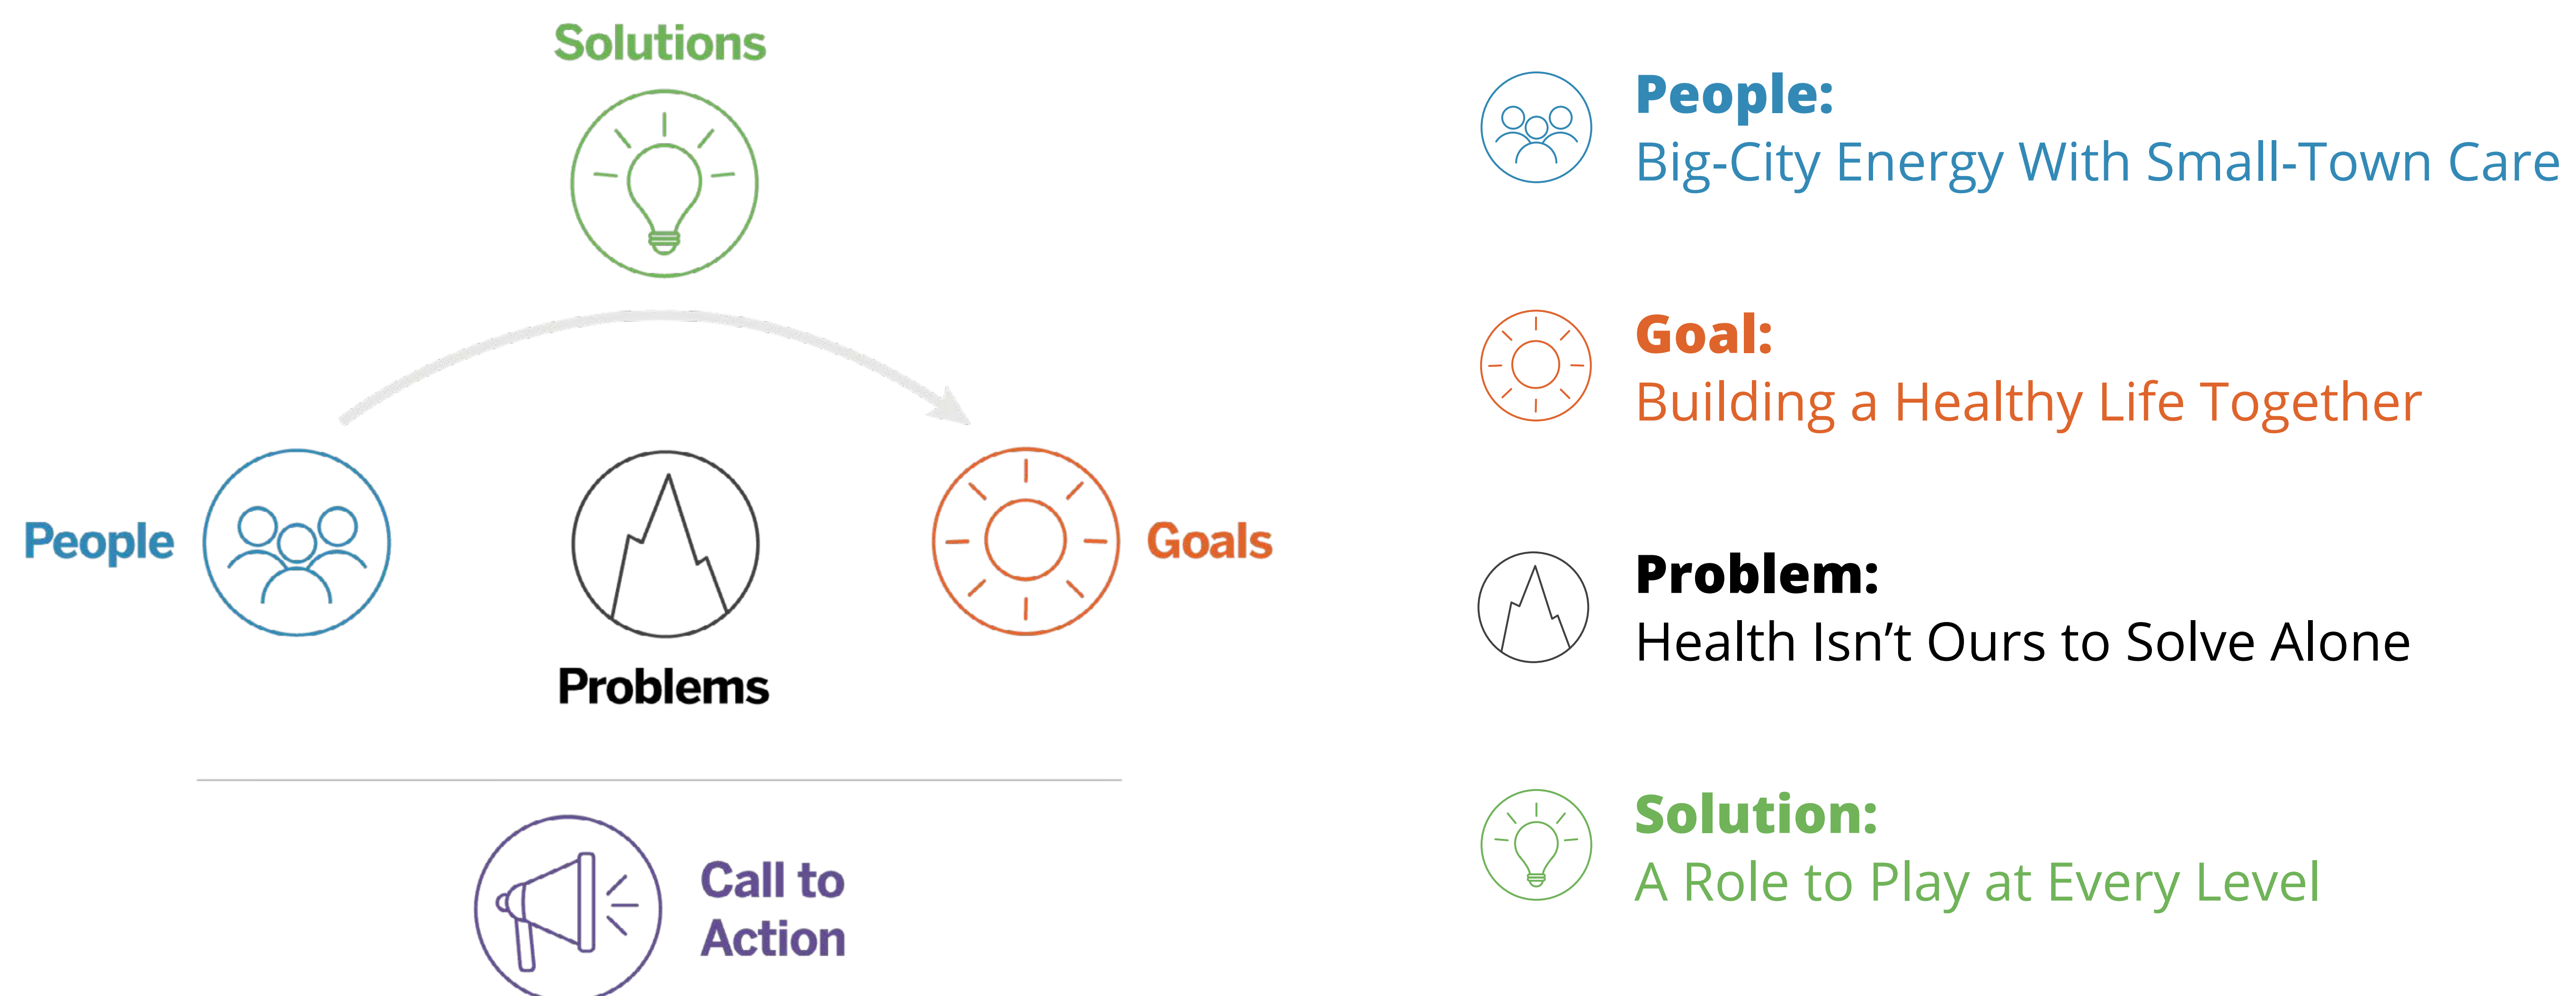 Solutions
People
Goals
Problems
Call to
Action
People:
Big-City Energy With Small-Town Care
Goal:
Building a Healthy Life Together
Problem:
Health Isn’t Ours to Solve Alone
Solution:
A Role to Play at Every Level